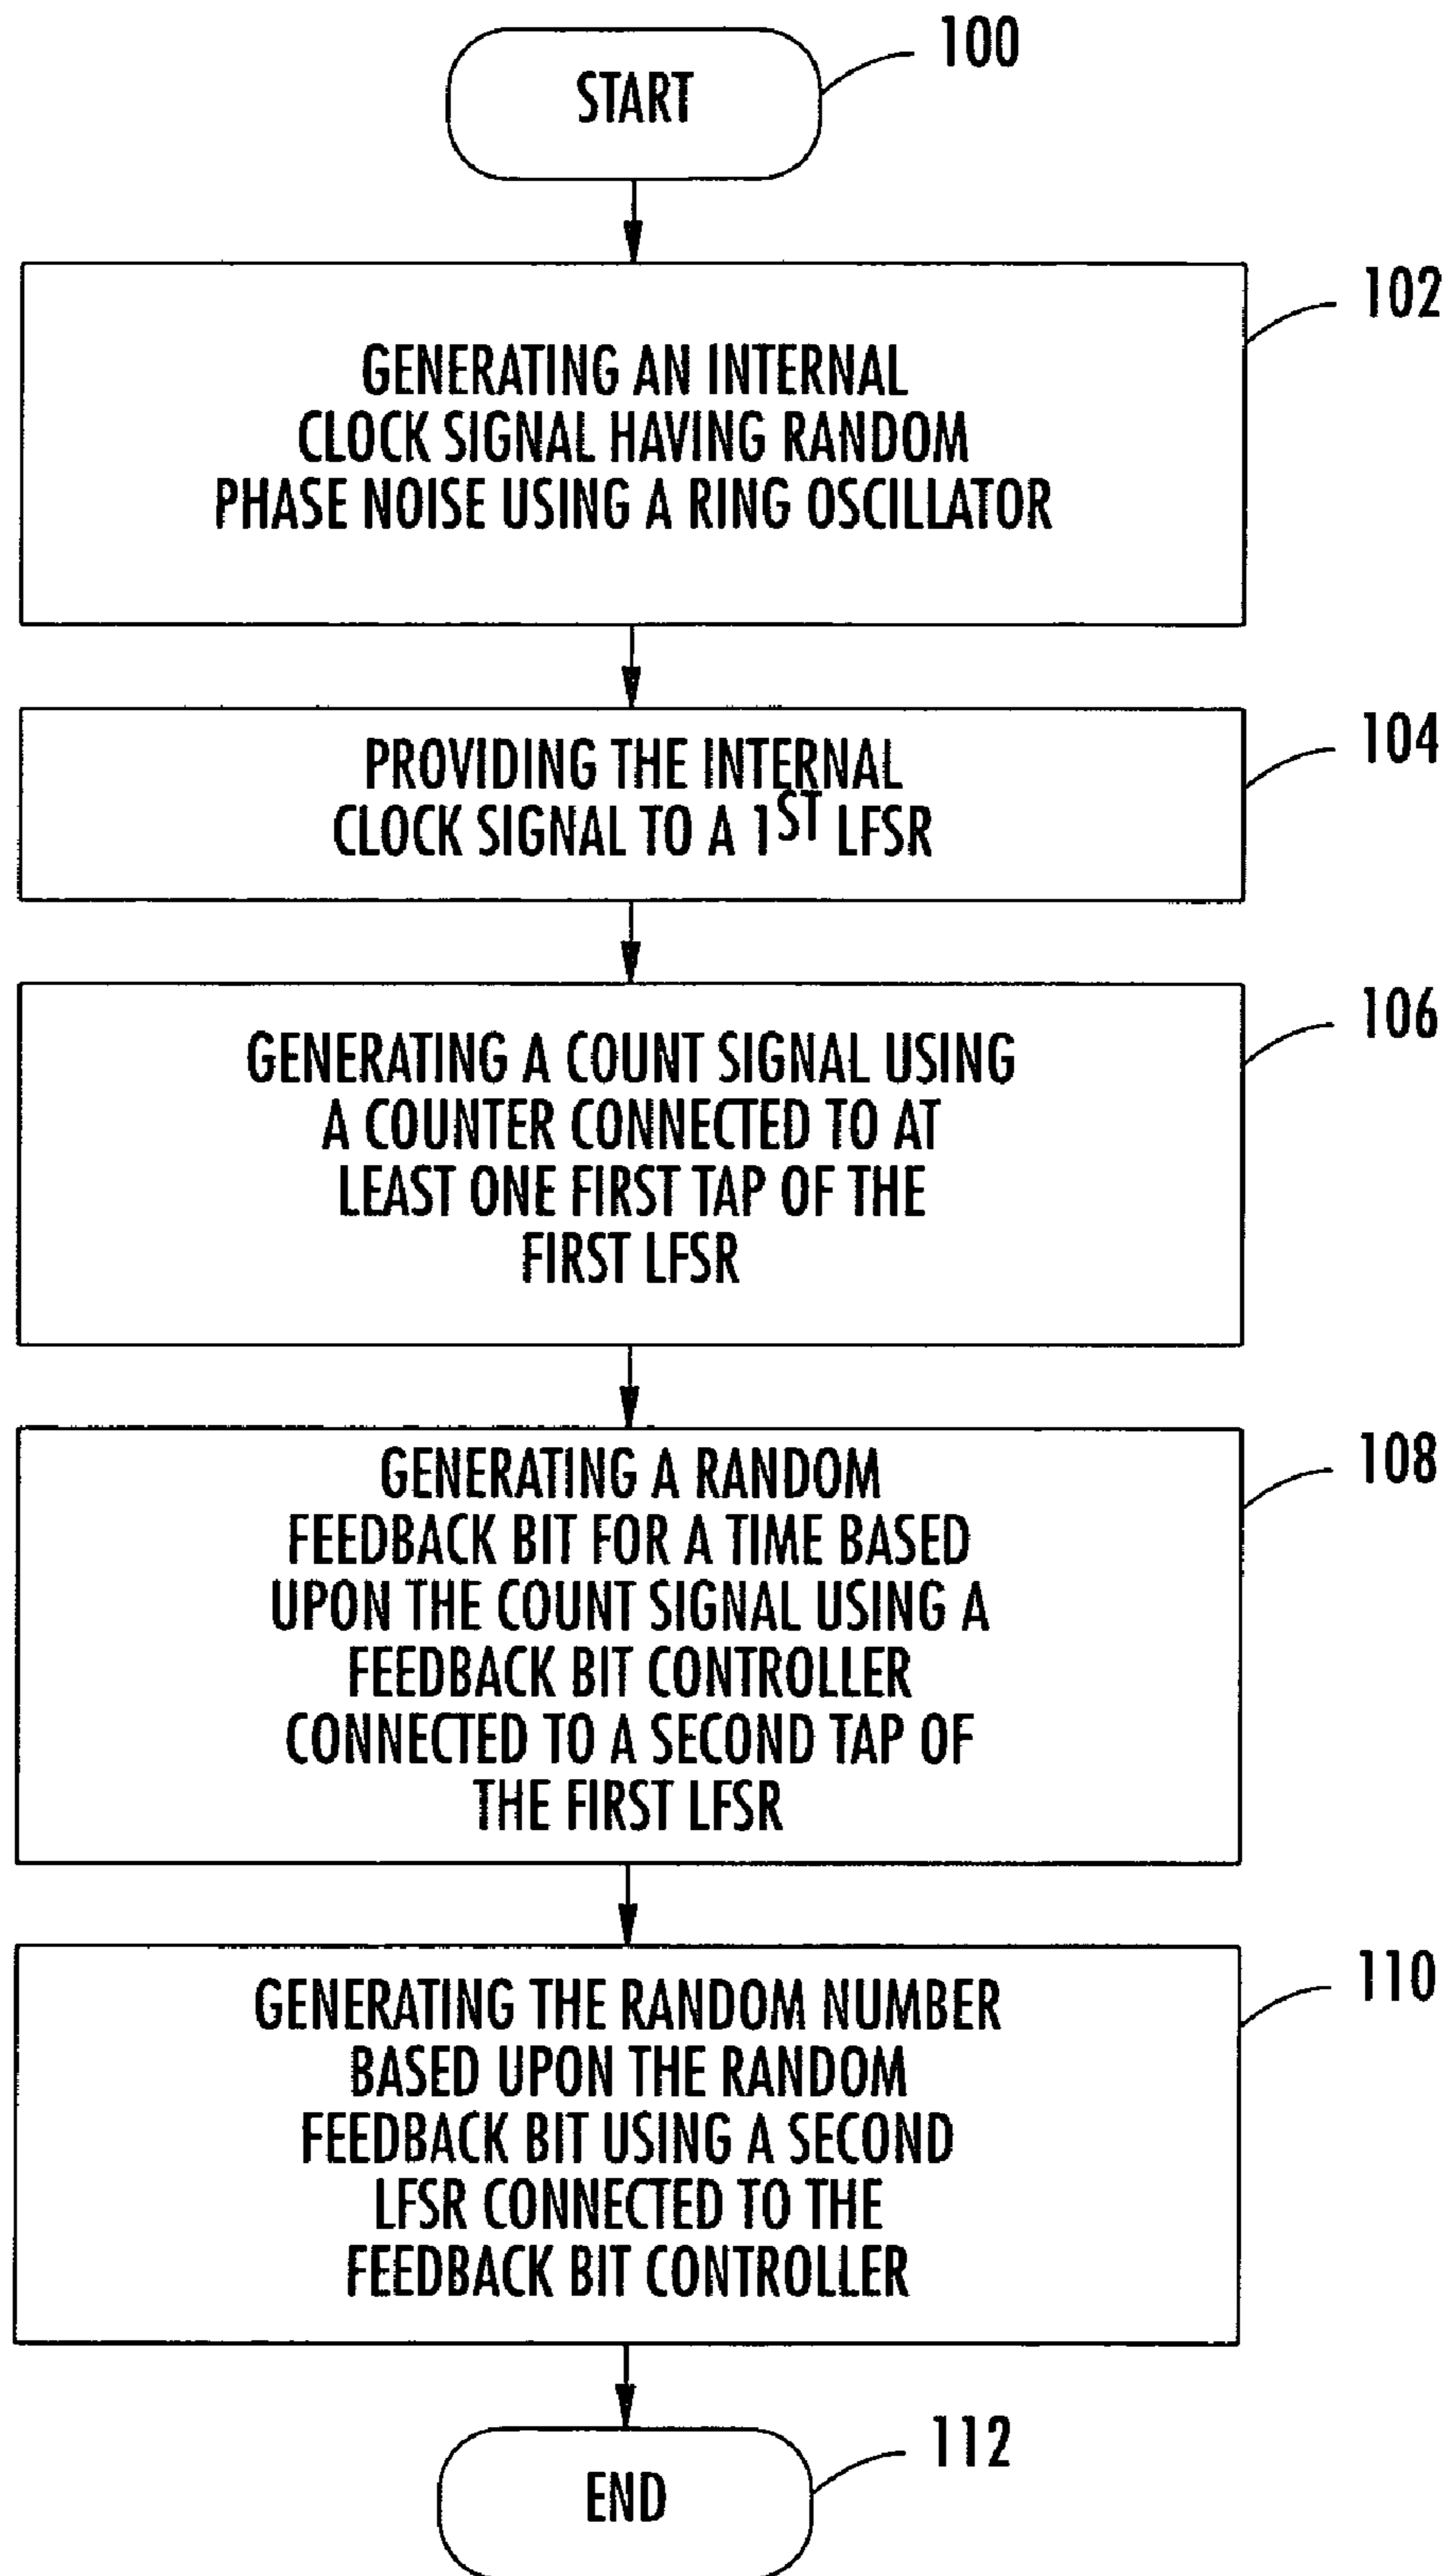 START
100
GENERATING AN INTERNAL
CLOCK SIGNAL HAVING RANDOM
PHASE NOISE USING A RING OSCILLATOR
102
PROVIDING THE INTERNAL
CLOCK SIGNAL TO A 1ST LFSR
104
GENERATING A COUNT SIGNAL USING
A COUNTER CONNECTED TO AT
LEAST ONE FIRST TAP OF THE
FIRST LFSR
106
GENERATING A RANDOM
FEEDBACK BIT FOR A TIME BASED
UPON THE COUNT SIGNAL USING A
FEEDBACK BIT CONTROLLER
CONNECTED TO A SECOND TAP OF
THE FIRST LFSR
108
GENERATING THE RANDOM NUMBER
BASED UPON THE RANDOM
FEEDBACK BIT USING A SECOND
LFSR CONNECTED TO THE
FEEDBACK BIT CONTROLLER
110
END
112